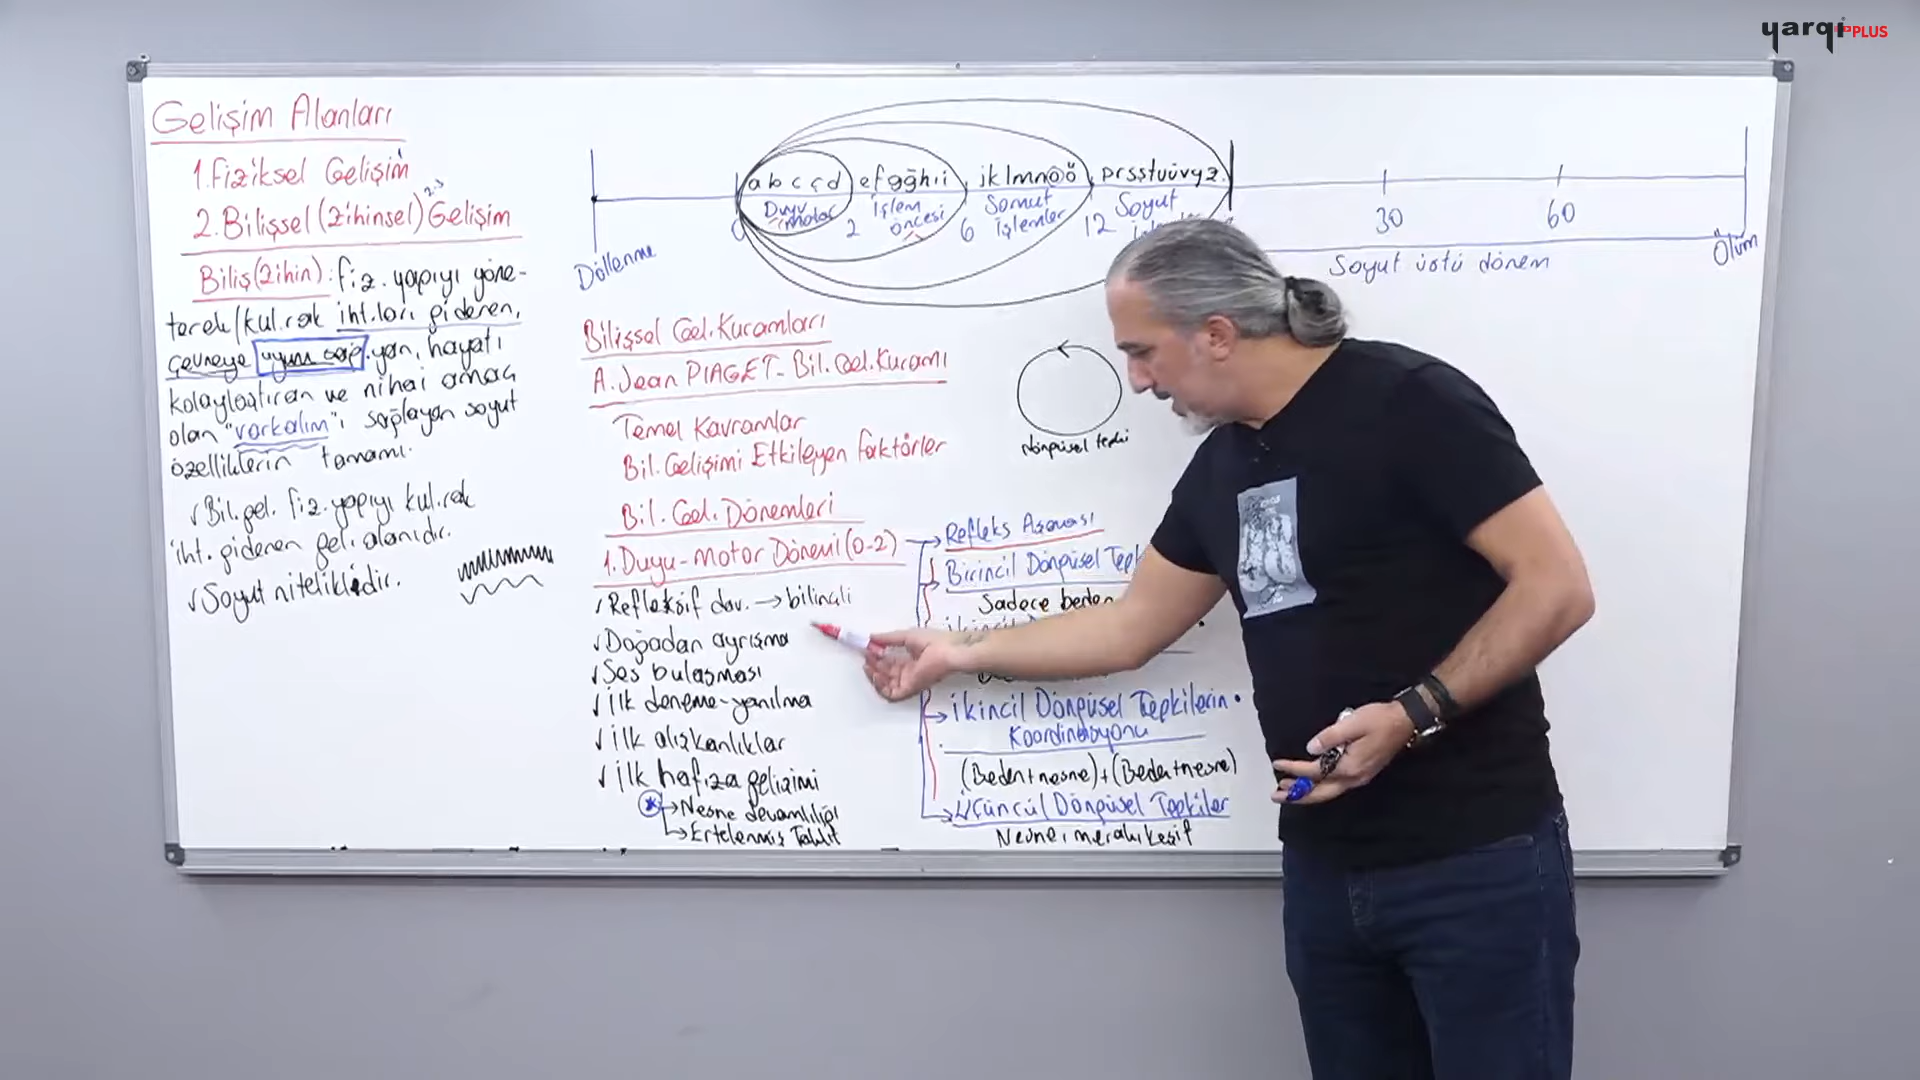 yarqı PLUS
Gelişim Alanları
1. Fiziksel Gelişim
2. Bilişsel (Zihinsel) Gelişim
Biliş (Zihin): fiz. yapıyı yöne-
terek/kul.rak iht.ları gideren,
çevreye uyum sağ.yan, hayatı
kolaylaştıran ve nihai amaç
olan "varkalım"ı sağlayan soyut
özelliklerin tamamı.
√ Bil. gel. fiz. yapıyı kul.rak
iht. gideren gel. alanıdır.
√ Soyut niteliklidir.
a b c ç d e f g ğ h ı i j k l m n o ö p r s ş t u ü v y z
Duyu motor
İşlem öncesi
Somut işlemler
Soyut
0 2 6 12 30 60
Döllenme
Soyut üstü dönem
Ölüm
Bilişsel Gel. Kuramları
A. Jean PIAGET - Bil. Gel. Kuramı
Temel Kavramlar
Bil. Gelişimi Etkileyen Faktörler
Bil. Gel. Dönemleri
1. Duyu-Motor Dönemi (0-2)
√ Refleksif dav. → bilinçli
√ Doğadan ayrışma
√ Ses bulaşması
√ İlk deneme-yanılma
√ İlk alışkanlıklar
√ İlk hafıza gelişimi
* → Nesne devamlılığı
→ Ertelenmiş Taklit
Döngüsel tepki
→ Refleks Aşaması
→ Birincil Döngüsel Tep
Sadece beden
→ İkincil Döngüsel Tepkilerin
Koordinasyonu
(Beden+nesne)+(Beden+nesne)
→ Üçüncül Döngüsel Tepkiler
Nesneı merakı keşif